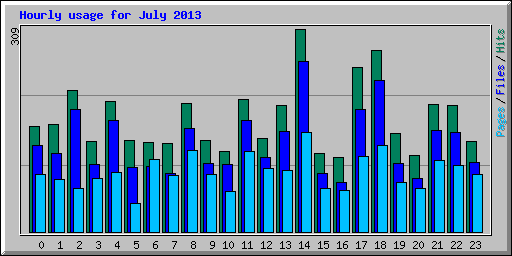 Hourly usage for July 2013
309
Pages / Files / Hits
0 1 2 3 4 5 6 7 8 9 10 11 12 13 14 15 16 17 18 19 20 21 22 23